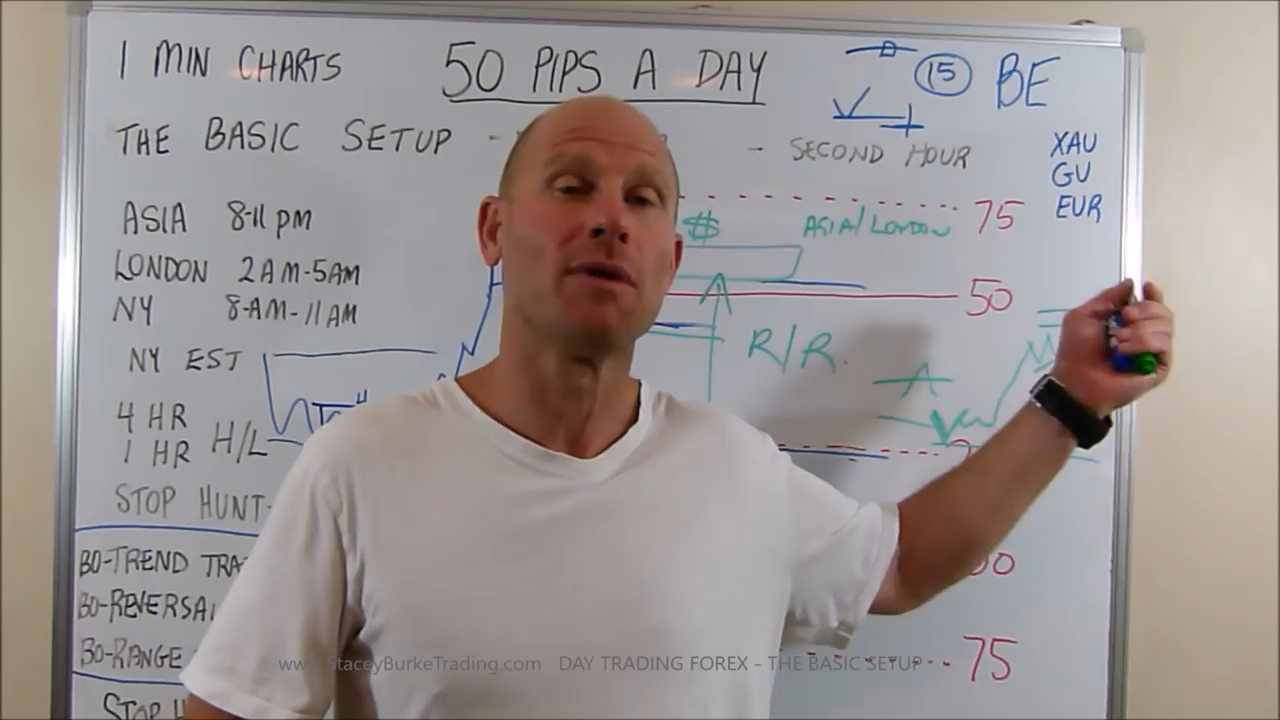 1 MIN CHARTS
50 PIPS A DAY
15
BE
THE BASIC SETUP -
- SECOND HOUR
XAU
GU
EUR
ASIA 8-11 pm
$
ASIA/LONDON
75
LONDON 2AM-5AM
50
NY 8-AM-11AM
R/R.
NY EST
4 HR
1 HR
H/L
STOP HUNT-
BO-TREND
BO-REVERSAL
BO-RANGE
75
www.StaceyBurkeTrading.com DAY TRADING FOREX - THE BASIC SETUP